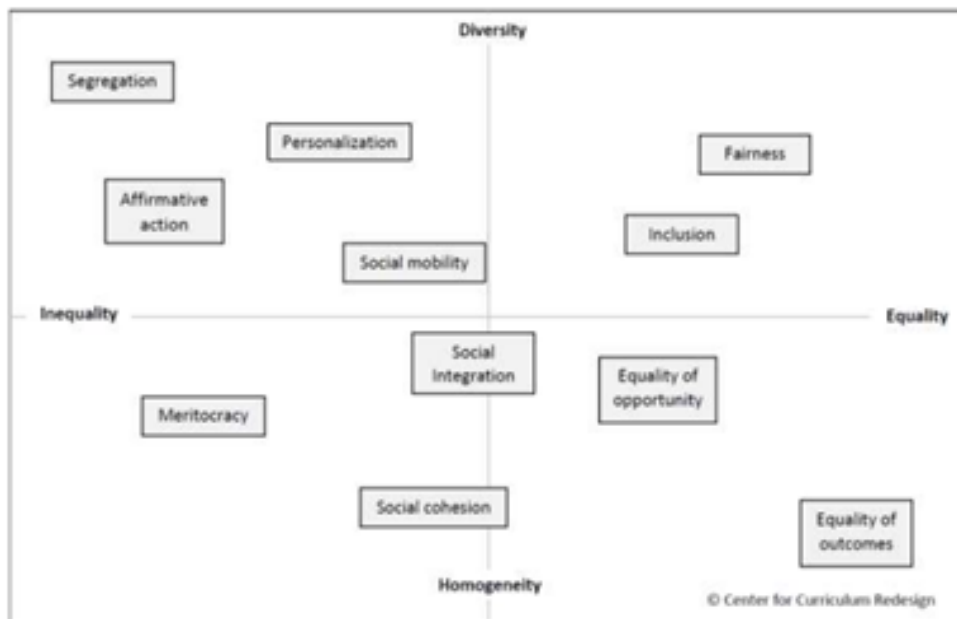 Diversity
Segregation
Personalization
Fairness
Affirmative
action
Inclusion
Social mobility
Inequality
Equality
Social
Integration
Equality of
opportunity
Meritocracy
Social cohesion
Equality of
outcomes
Homogeneity
© Center for Curriculum Redesign